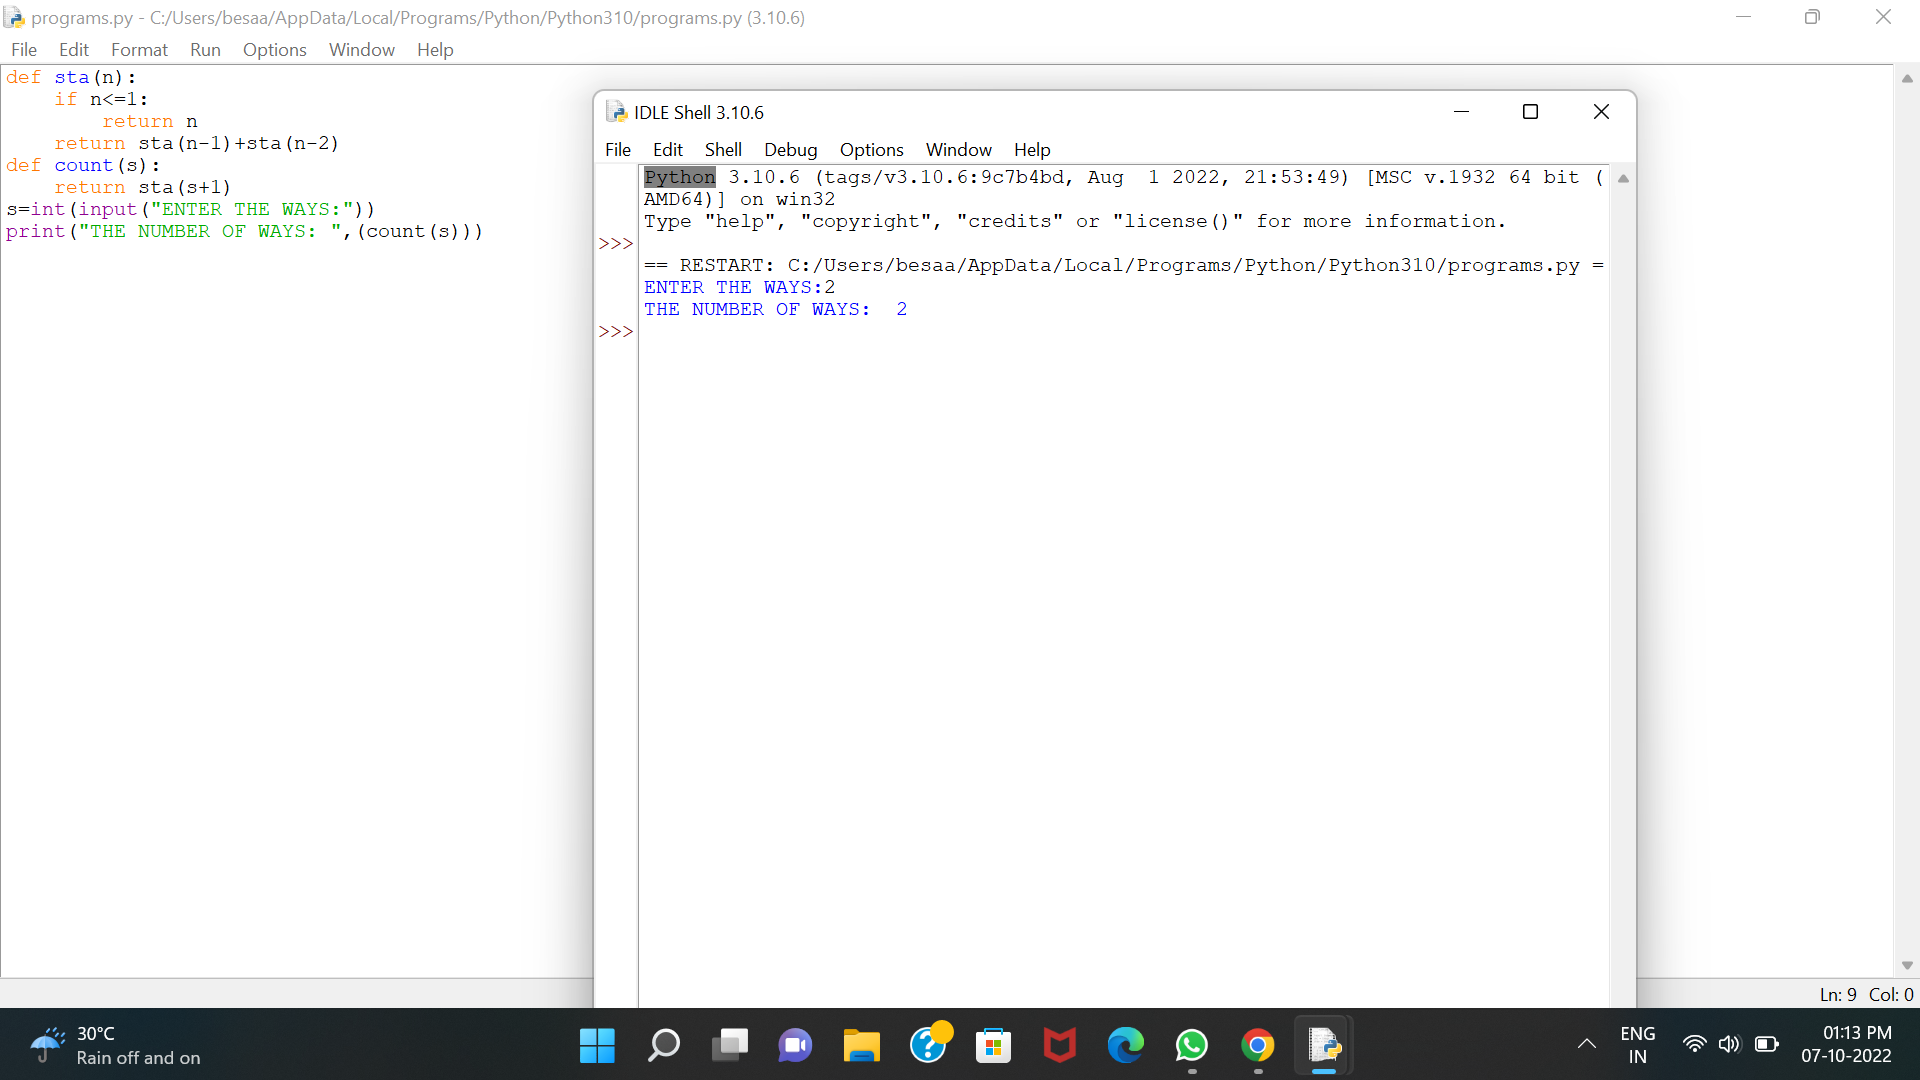 programs.py - C:/Users/besaa/AppData/Local/Programs/Python/Python310/programs.py (3.10.6)
File Edit Format Run Options Window Help
def sta(n):
    if n<=1:
        return n
    return sta(n-1)+sta(n-2)
def count(s):
    return sta(s+1)
s=int(input("ENTER THE WAYS:"))
print("THE NUMBER OF WAYS: ",(count(s)))
IDLE Shell 3.10.6
File Edit Shell Debug Options Window Help
Python 3.10.6 (tags/v3.10.6:9c7b4bd, Aug  1 2022, 21:53:49) [MSC v.1932 64 bit (
AMD64)] on win32
Type "help", "copyright", "credits" or "license()" for more information.
>>>
== RESTART: C:/Users/besaa/AppData/Local/Programs/Python/Python310/programs.py =
ENTER THE WAYS:2
THE NUMBER OF WAYS:  2
>>>
Ln: 9 Col: 0
30°C
Rain off and on
ENG
IN
01:13 PM
07-10-2022